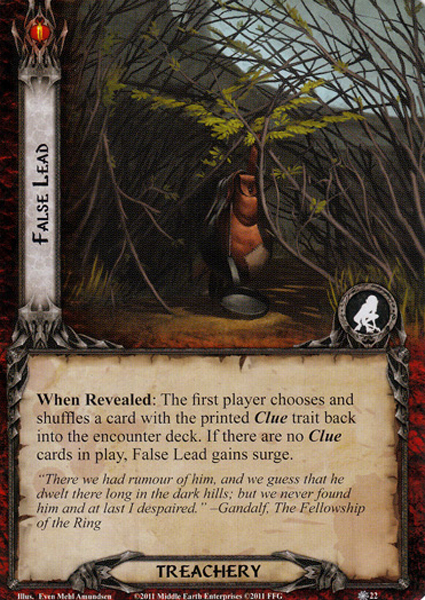 FALSE LEAD
When Revealed: The first player chooses and
shuffles a card with the printed Clue trait back
into the encounter deck. If there are no Clue
cards in play, False Lead gains surge.
“There we had rumour of him, and we guess that he
dwelt there long in the dark hills; but we never found
him and at last I despaired.” –Gandalf, The Fellowship
of the Ring
TREACHERY
Illus. Even Mehl Amundsen ©2011 Middle Earth Enterprises ©2011 FFG 22